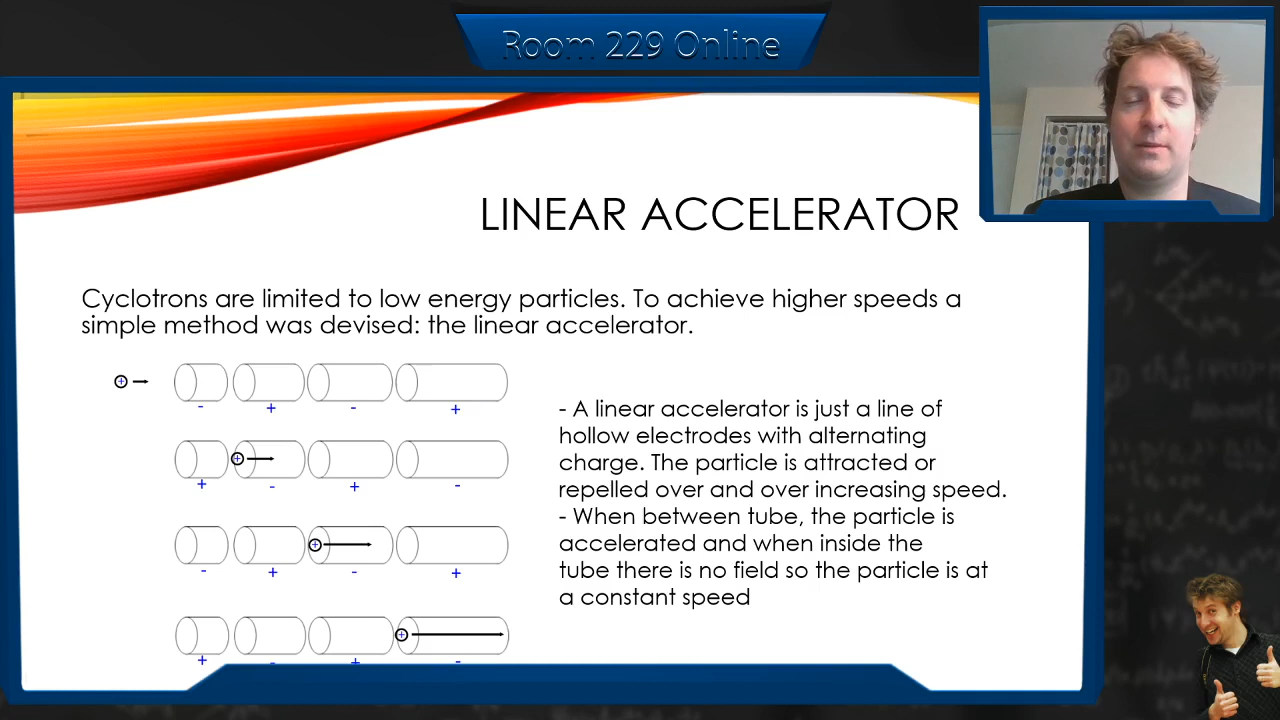 Room 229 Online
LINEAR ACCELERATOR
Cyclotrons are limited to low energy particles. To achieve higher speeds a
simple method was devised: the linear accelerator.
+
- + - +
+
+ - + -
+
- + - +
+
+ - + -
- A linear accelerator is just a line of
hollow electrodes with alternating
charge. The particle is attracted or
repelled over and over increasing speed.
- When between tube, the particle is
accelerated and when inside the
tube there is no field so the particle is at
a constant speed